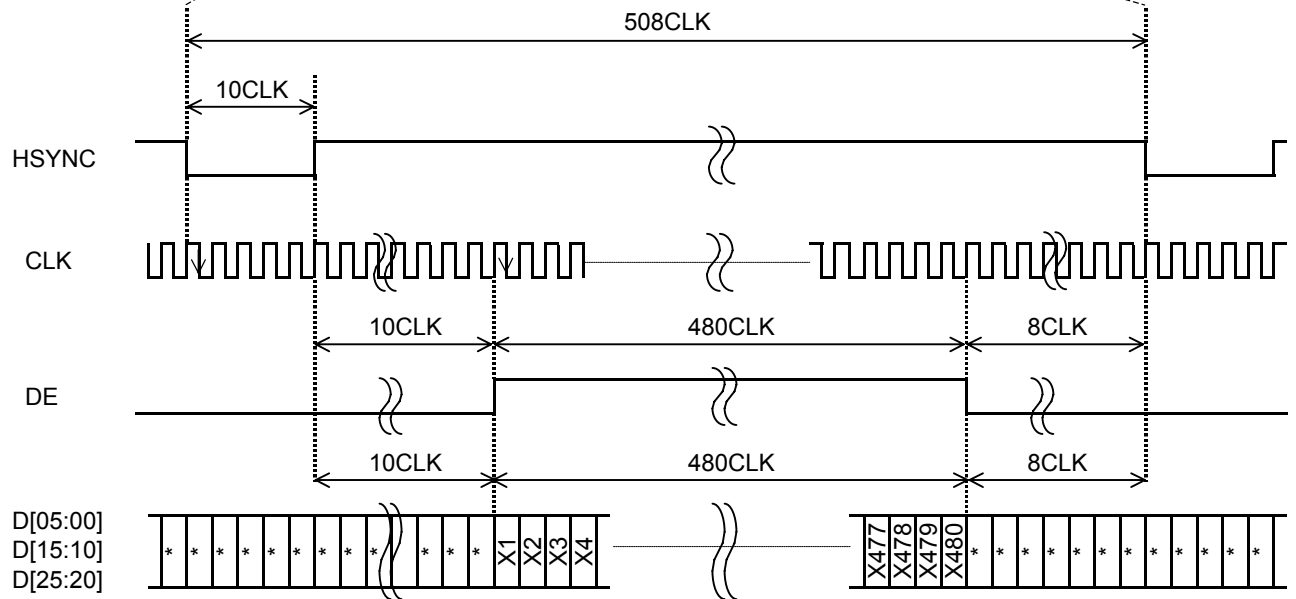 508CLK
10CLK
HSYNC
CLK
10CLK 480CLK 8CLK
DE
10CLK 480CLK 8CLK
D[05:00]
D[15:10]
D[25:20]
* * * * * * * * * * * * X1 X2 X3 X4 X477 X478 X479 X480 * * * * * * * * * * * *